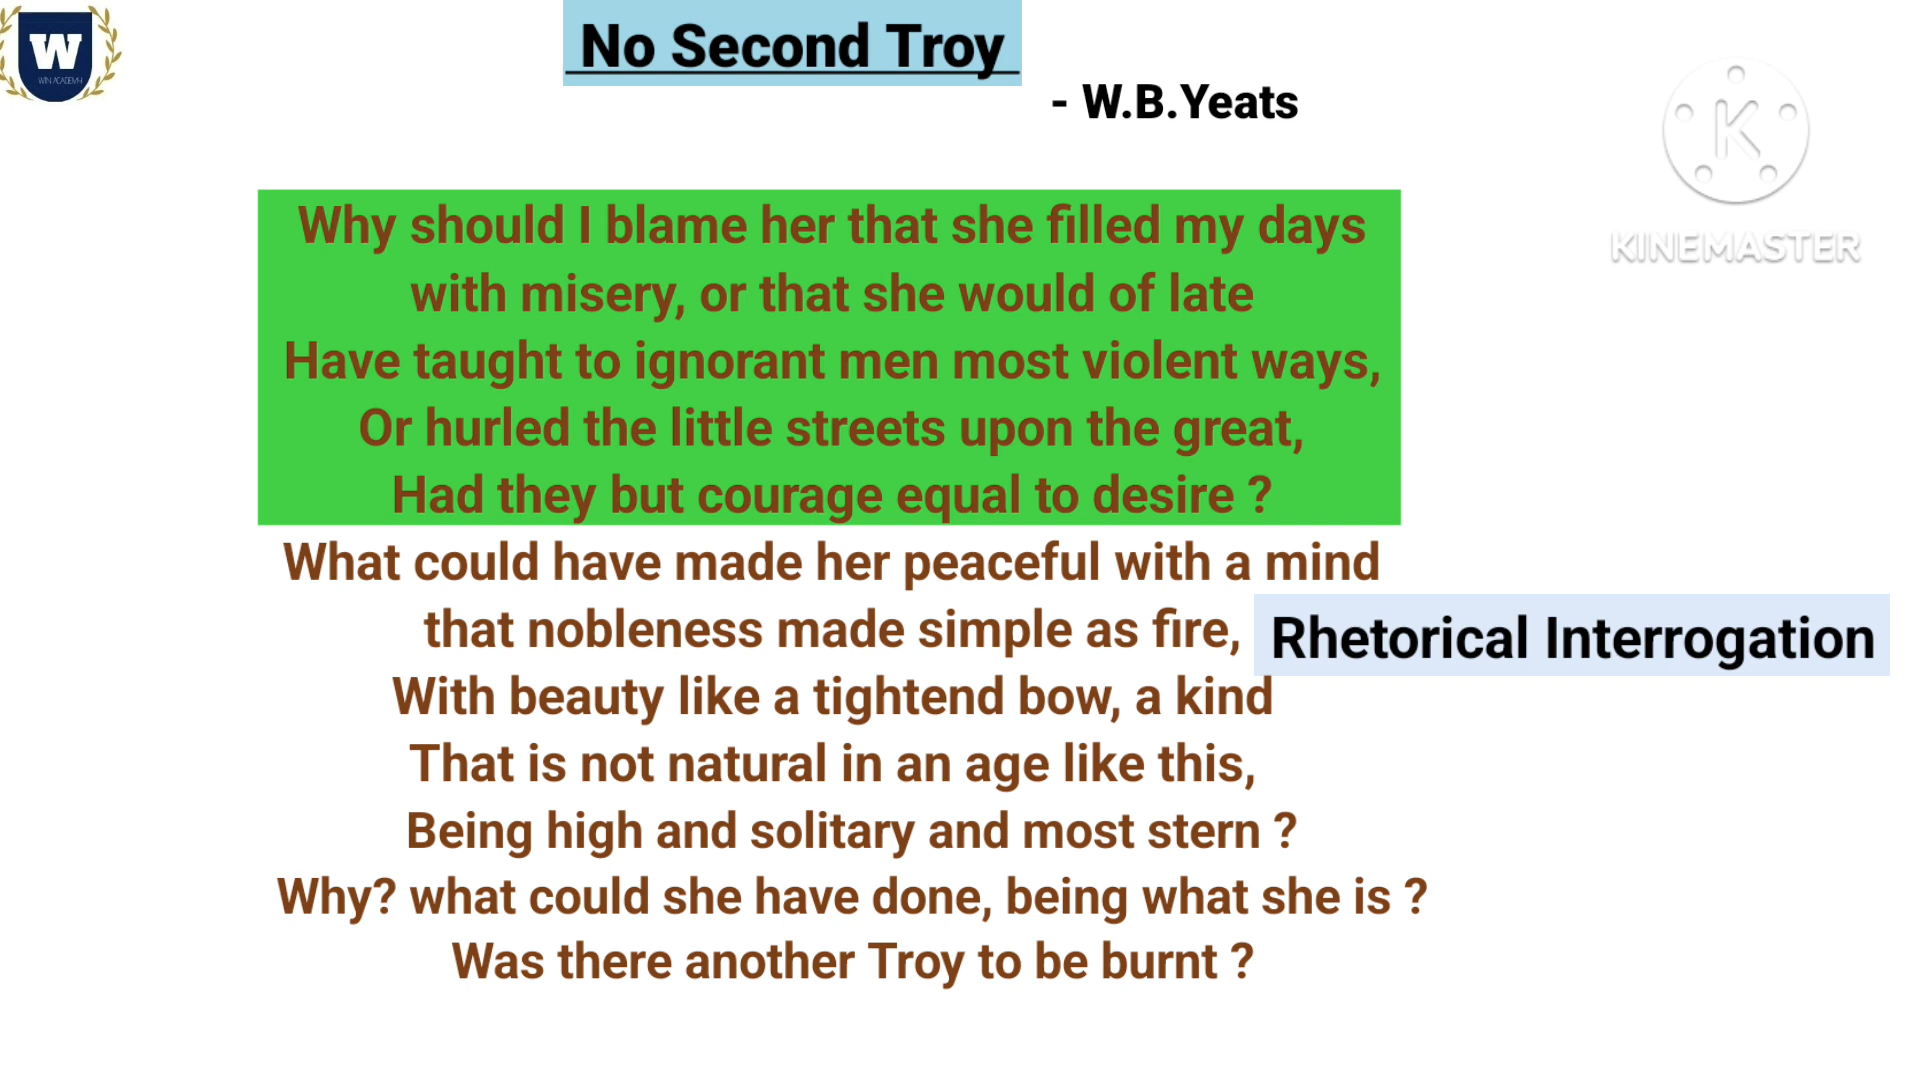 W
WIN ACADEMY
No Second Troy
- W.B.Yeats
K
KINEMASTER
Why should I blame her that she filled my days
with misery, or that she would of late
Have taught to ignorant men most violent ways,
Or hurled the little streets upon the great,
Had they but courage equal to desire ?
What could have made her peaceful with a mind
that nobleness made simple as fire,
Rhetorical Interrogation
With beauty like a tightend bow, a kind
That is not natural in an age like this,
Being high and solitary and most stern ?
Why? what could she have done, being what she is ?
Was there another Troy to be burnt ?